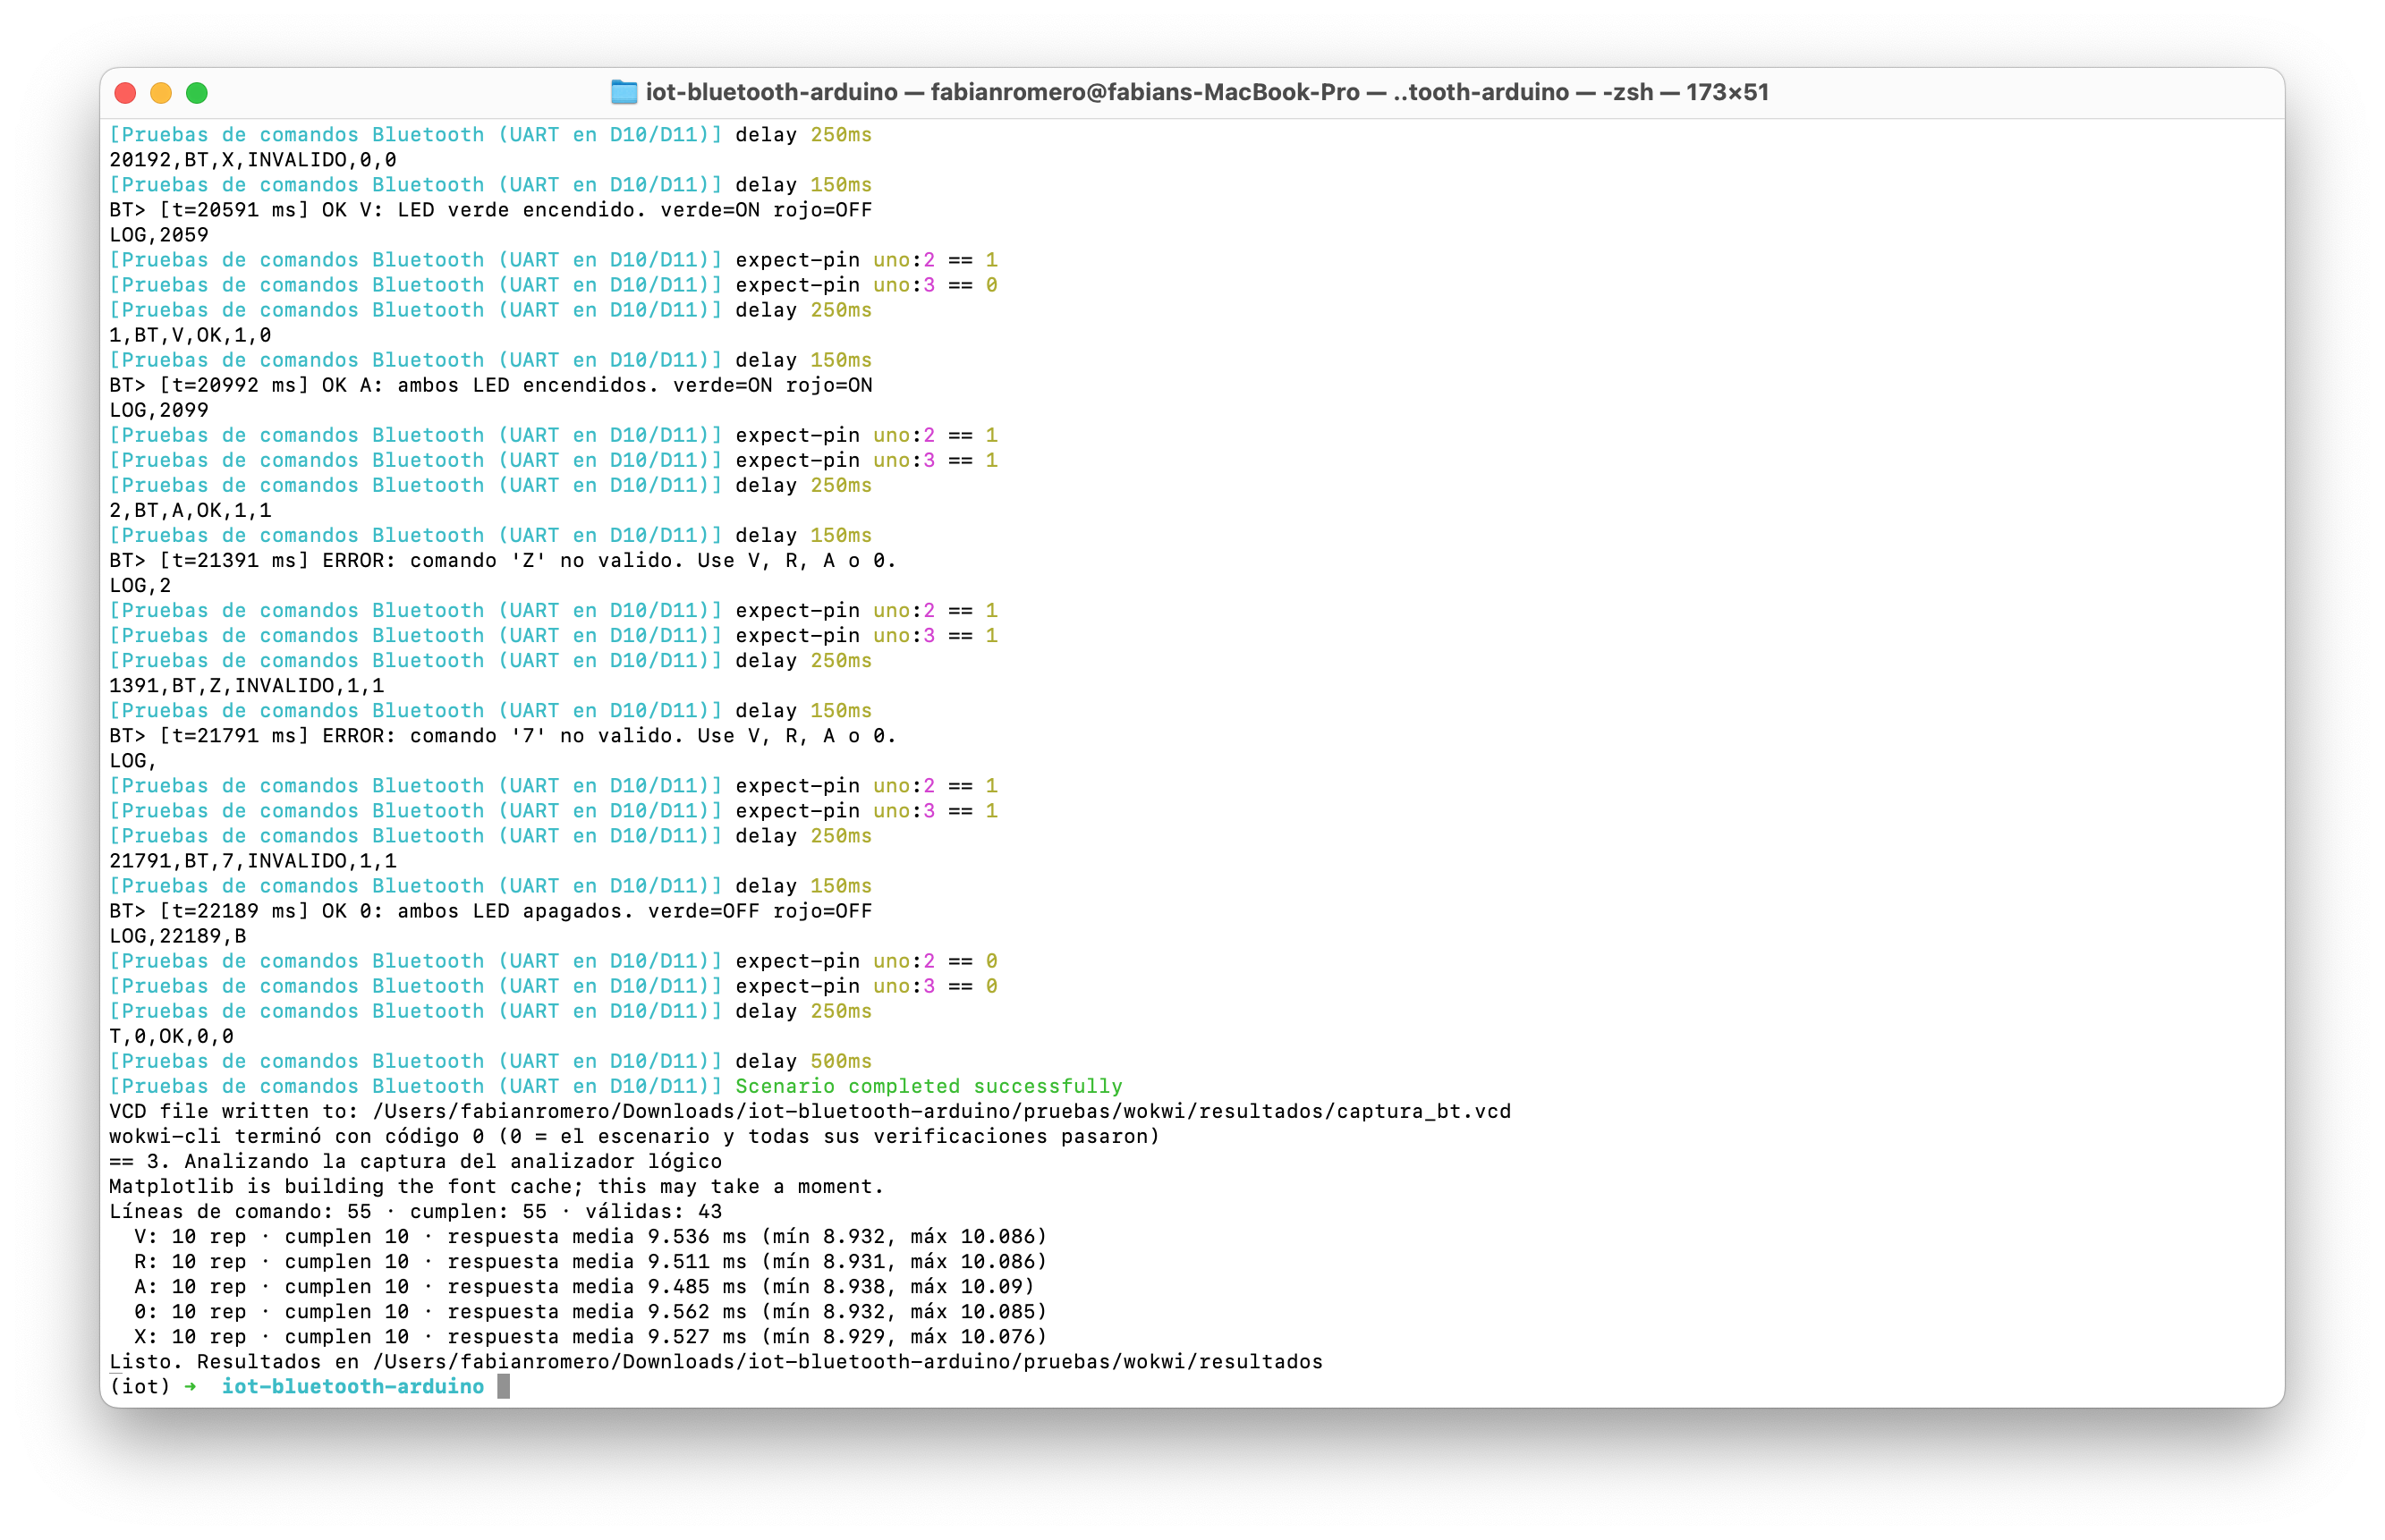 iot-bluetooth-arduino — fabianromero@fabians-MacBook-Pro — ..tooth-arduino — -zsh — 173×51
[Pruebas de comandos Bluetooth (UART en D10/D11)] delay 250ms
20192,BT,X,INVALIDO,0,0
[Pruebas de comandos Bluetooth (UART en D10/D11)] delay 150ms
BT> [t=20591 ms] OK V: LED verde encendido. verde=ON rojo=OFF
LOG,2059
[Pruebas de comandos Bluetooth (UART en D10/D11)] expect-pin uno:2 == 1
[Pruebas de comandos Bluetooth (UART en D10/D11)] expect-pin uno:3 == 0
[Pruebas de comandos Bluetooth (UART en D10/D11)] delay 250ms
1,BT,V,OK,1,0
[Pruebas de comandos Bluetooth (UART en D10/D11)] delay 150ms
BT> [t=20992 ms] OK A: ambos LED encendidos. verde=ON rojo=ON
LOG,2099
[Pruebas de comandos Bluetooth (UART en D10/D11)] expect-pin uno:2 == 1
[Pruebas de comandos Bluetooth (UART en D10/D11)] expect-pin uno:3 == 1
[Pruebas de comandos Bluetooth (UART en D10/D11)] delay 250ms
2,BT,A,OK,1,1
[Pruebas de comandos Bluetooth (UART en D10/D11)] delay 150ms
BT> [t=21391 ms] ERROR: comando 'Z' no valido. Use V, R, A o 0.
LOG,2
[Pruebas de comandos Bluetooth (UART en D10/D11)] expect-pin uno:2 == 1
[Pruebas de comandos Bluetooth (UART en D10/D11)] expect-pin uno:3 == 1
[Pruebas de comandos Bluetooth (UART en D10/D11)] delay 250ms
1391,BT,Z,INVALIDO,1,1
[Pruebas de comandos Bluetooth (UART en D10/D11)] delay 150ms
BT> [t=21791 ms] ERROR: comando '7' no valido. Use V, R, A o 0.
LOG,
[Pruebas de comandos Bluetooth (UART en D10/D11)] expect-pin uno:2 == 1
[Pruebas de comandos Bluetooth (UART en D10/D11)] expect-pin uno:3 == 1
[Pruebas de comandos Bluetooth (UART en D10/D11)] delay 250ms
21791,BT,7,INVALIDO,1,1
[Pruebas de comandos Bluetooth (UART en D10/D11)] delay 150ms
BT> [t=22189 ms] OK 0: ambos LED apagados. verde=OFF rojo=OFF
LOG,22189,B
[Pruebas de comandos Bluetooth (UART en D10/D11)] expect-pin uno:2 == 0
[Pruebas de comandos Bluetooth (UART en D10/D11)] expect-pin uno:3 == 0
[Pruebas de comandos Bluetooth (UART en D10/D11)] delay 250ms
T,0,OK,0,0
[Pruebas de comandos Bluetooth (UART en D10/D11)] delay 500ms
[Pruebas de comandos Bluetooth (UART en D10/D11)] Scenario completed successfully
VCD file written to: /Users/fabianromero/Downloads/iot-bluetooth-arduino/pruebas/wokwi/resultados/captura_bt.vcd
wokwi-cli terminó con código 0 (0 = el escenario y todas sus verificaciones pasaron)
== 3. Analizando la captura del analizador lógico
Matplotlib is building the font cache; this may take a moment.
Líneas de comando: 55 · cumplen: 55 · válidas: 43
V: 10 rep · cumplen 10 · respuesta media 9.536 ms (mín 8.932, máx 10.086)
R: 10 rep · cumplen 10 · respuesta media 9.511 ms (mín 8.931, máx 10.086)
A: 10 rep · cumplen 10 · respuesta media 9.485 ms (mín 8.938, máx 10.09)
0: 10 rep · cumplen 10 · respuesta media 9.562 ms (mín 8.932, máx 10.085)
X: 10 rep · cumplen 10 · respuesta media 9.527 ms (mín 8.929, máx 10.076)
Listo. Resultados en /Users/fabianromero/Downloads/iot-bluetooth-arduino/pruebas/wokwi/resultados
(iot) ➜ iot-bluetooth-arduino